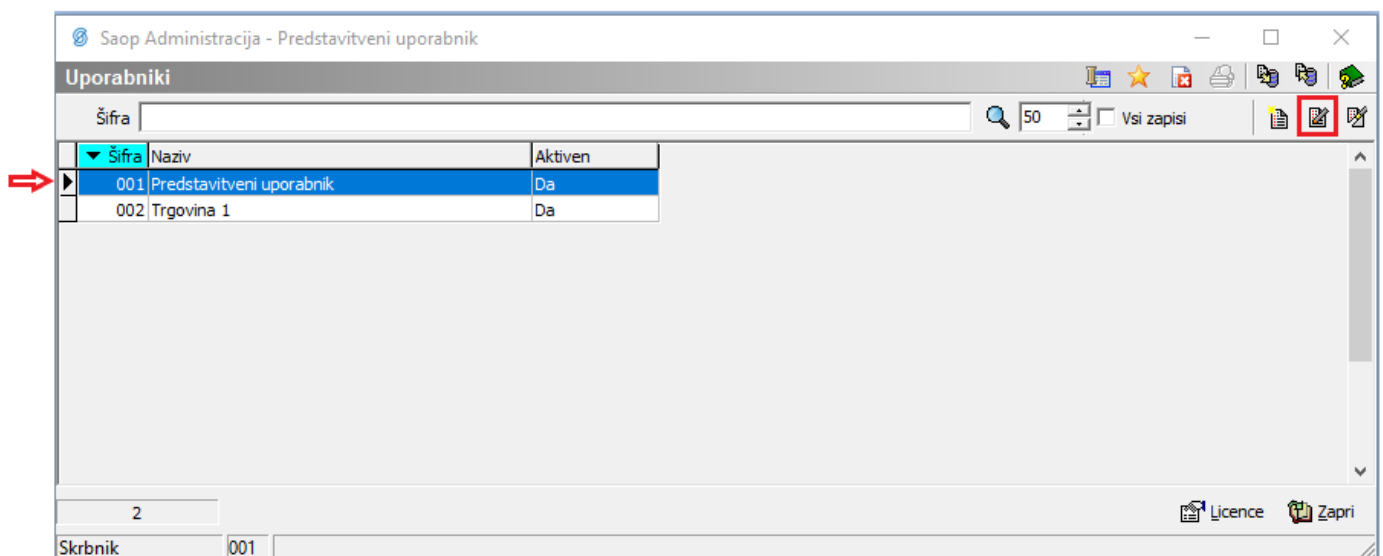 Saop Administracija - Predstavitveni uporabnik
Uporabniki
Šifra 50 Vsi zapisi
Šifra Naziv Aktiven
001 Predstavitveni uporabnik Da
002 Trgovina 1 Da
2 Licence Zapri
Skrbnik 001